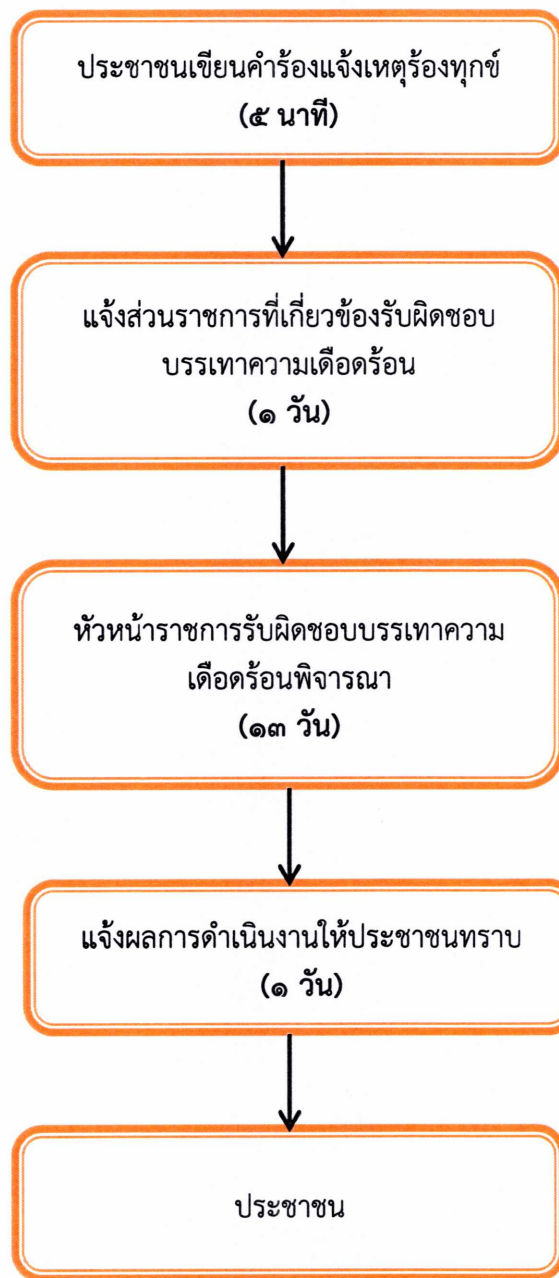 ประชาชนเขียนคำร้องแจ้งเหตุร้องทุกข์
(๕ นาที)
แจ้งส่วนราชการที่เกี่ยวข้องรับผิดชอบ
บรรเทาความเดือดร้อน
(๑ วัน)
หัวหน้าราชการรับผิดชอบบรรเทาความ
เดือดร้อนพิจารณา
(๑๓ วัน)
แจ้งผลการดำเนินงานให้ประชาชนทราบ
(๑ วัน)
ประชาชน